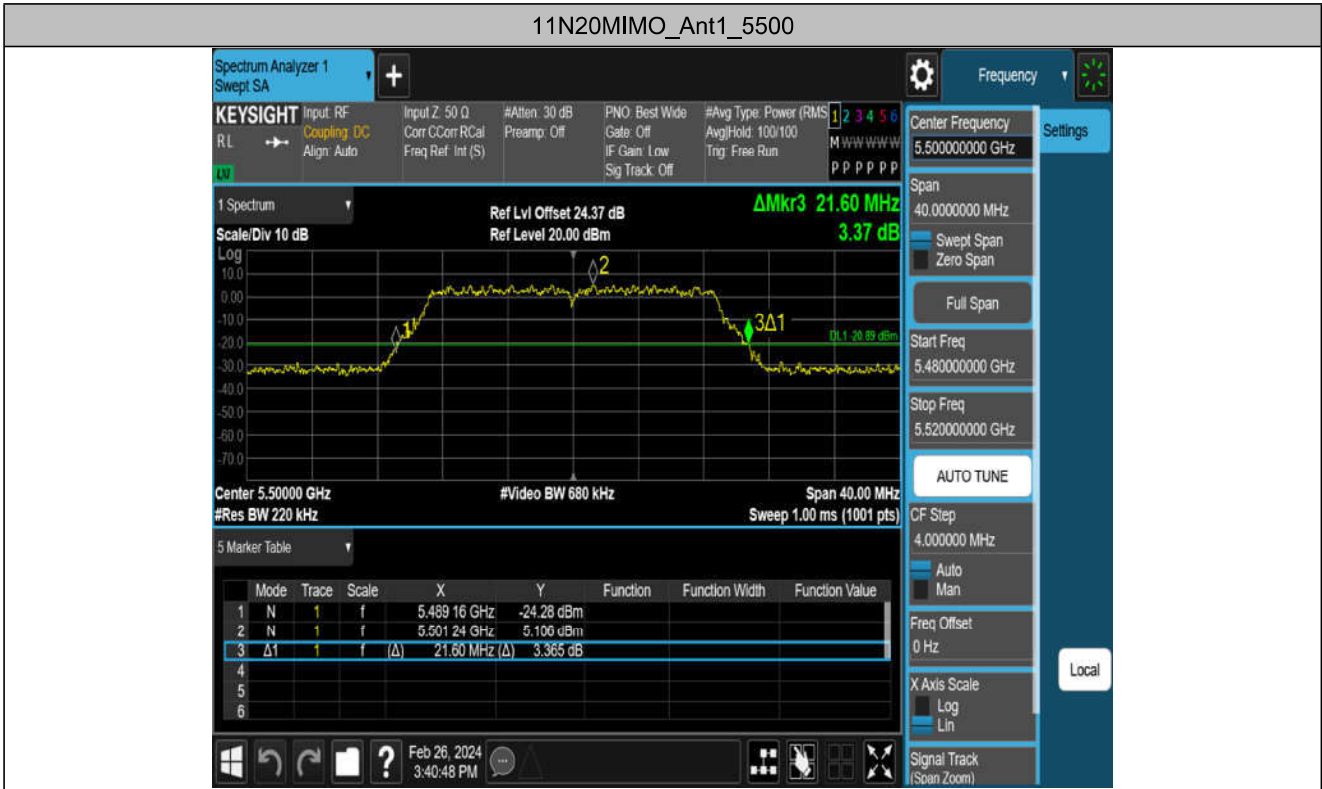 11N20MIMO_Ant1_5500
Spectrum Analyzer 1
Swept SA
+
Frequency
KEYSIGHT
RL
LXI
Input: RF
Coupling: DC
Align: Auto
Input Z: 50 Ω
Corr CCorr RCal
Freq Ref: Int (S)
#Atten: 30 dB
Preamp: Off
PNO: Best Wide
Gate: Off
IF Gain: Low
Sig Track: Off
#Avg Type: Power (RMS
Avg|Hold: 100/100
Trig: Free Run
1 2 3 4 5 6
M W W W W W
P P P P P P
1 Spectrum
Scale/Div 10 dB
Ref Lvl Offset 24.37 dB
Ref Level 20.00 dBm
ΔMkr3 21.60 MHz
3.37 dB
Log
10.0
0.00
-10.0
-20.0
-30.0
-40.0
-50.0
-60.0
-70.0
1
2
3Δ1
DL1 -20.89 dBm
Center 5.50000 GHz
#Video BW 680 kHz
Span 40.00 MHz
#Res BW 220 kHz
Sweep 1.00 ms (1001 pts)
5 Marker Table
Mode Trace Scale X Y Function Function Width Function Value
1 N 1 f 5.489 16 GHz -24.28 dBm
2 N 1 f 5.501 24 GHz 5.106 dBm
3 Δ1 1 f (Δ) 21.60 MHz (Δ) 3.365 dB
4
5
6
?
Feb 26, 2024
3:40:48 PM
Center Frequency
5.500000000 GHz
Settings
Span
40.0000000 MHz
Swept Span
Zero Span
Full Span
Start Freq
5.480000000 GHz
Stop Freq
5.520000000 GHz
AUTO TUNE
CF Step
4.000000 MHz
Auto
Man
Freq Offset
0 Hz
X Axis Scale
Log
Lin
Local
Signal Track
(Span Zoom)